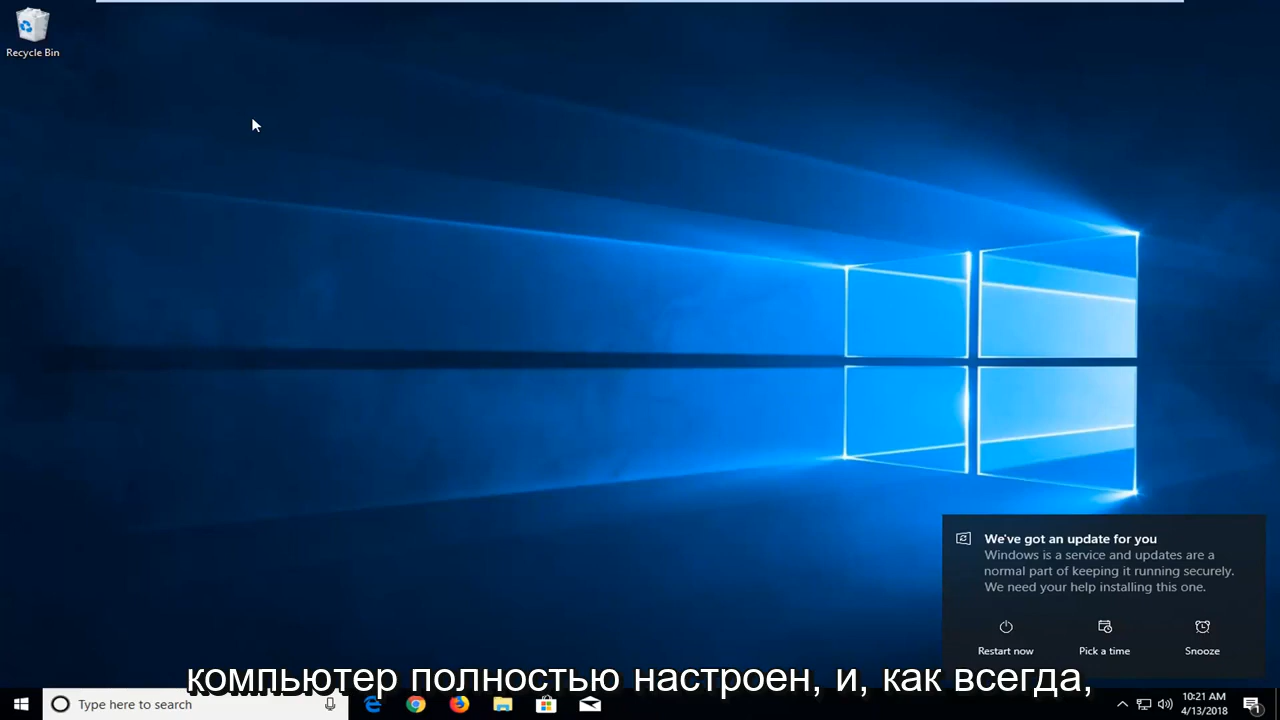 Recycle Bin
We've got an update for you
Windows is a service and updates are a
normal part of keeping it running securely.
We need your help installing this one.
Restart now
Pick a time
Snooze
компьютер полностью настроен, и, как всегда,
Type here to search
10:21 AM
4/13/2018
1